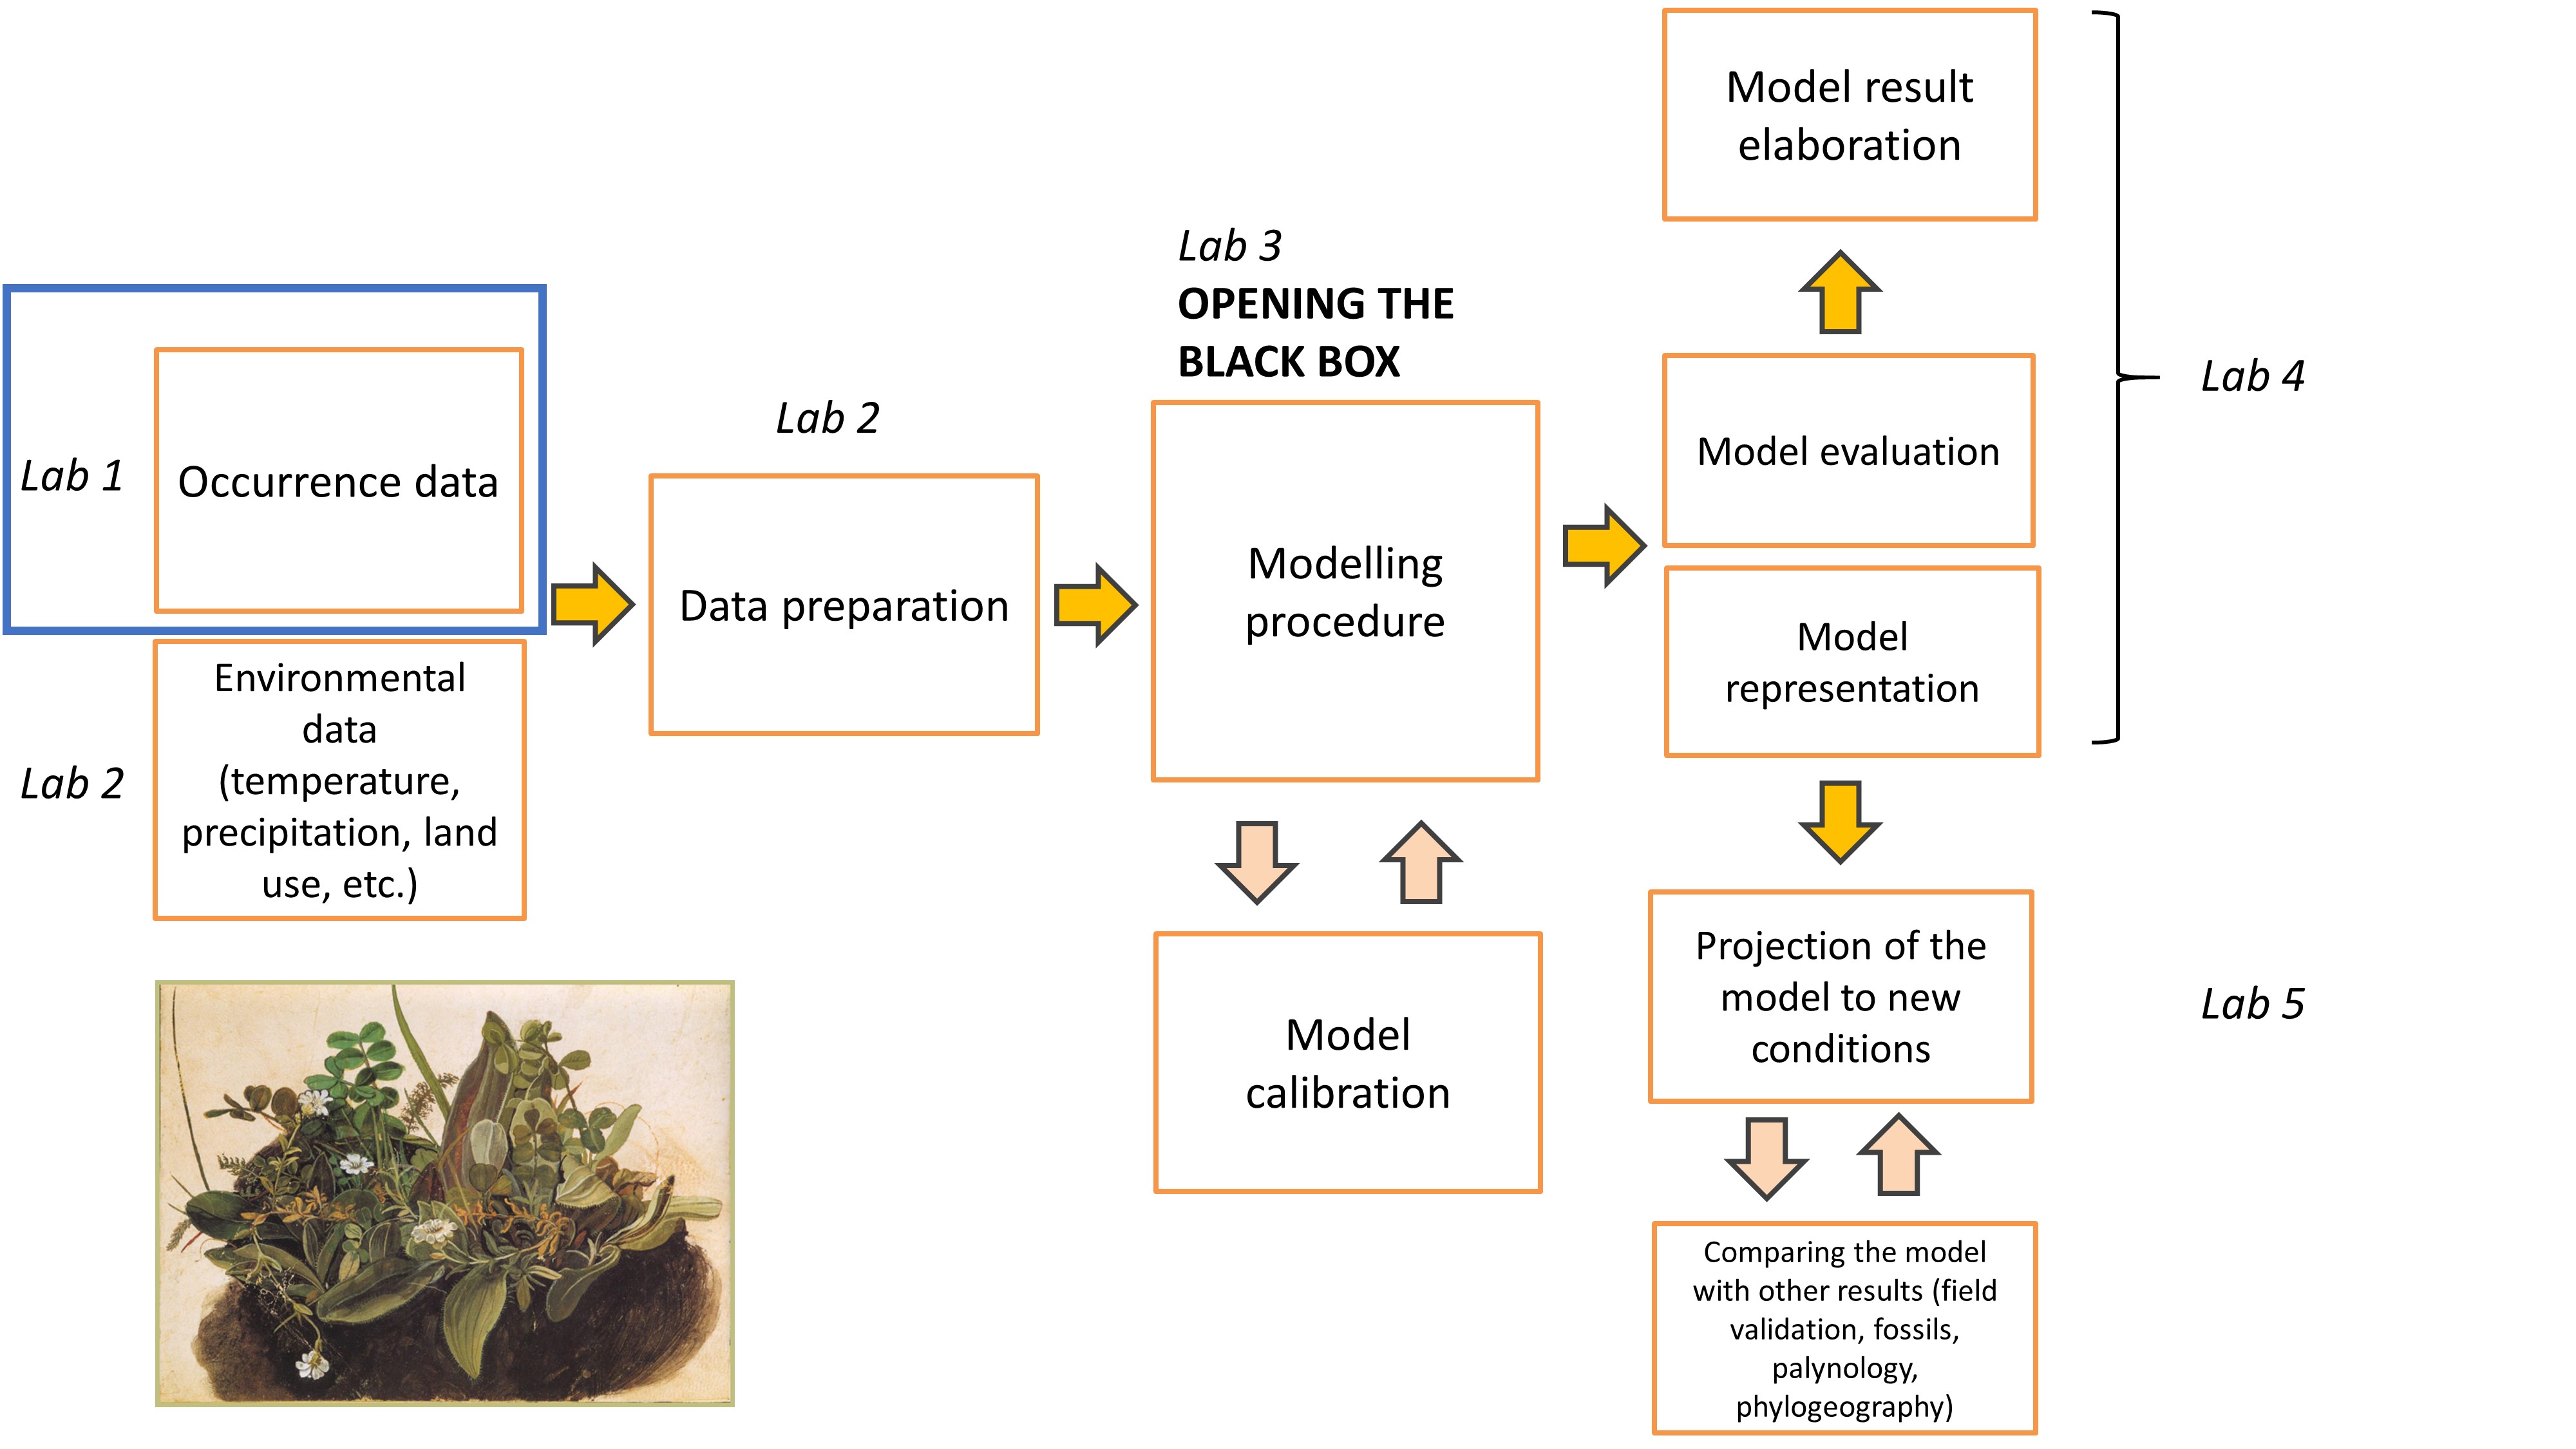 Lab 1
Occurrence data
Lab 2
Environmental
data
(temperature,
precipitation, land
use, etc.)
Lab 2
Data preparation
Lab 3
OPENING THE
BLACK BOX
Modelling
procedure
Model
calibration
Model result
elaboration
Model evaluation
Model
representation
Lab 4
Projection of the
model to new
conditions
Lab 5
Comparing the model
with other results (field
validation, fossils,
palynology,
phylogeography)